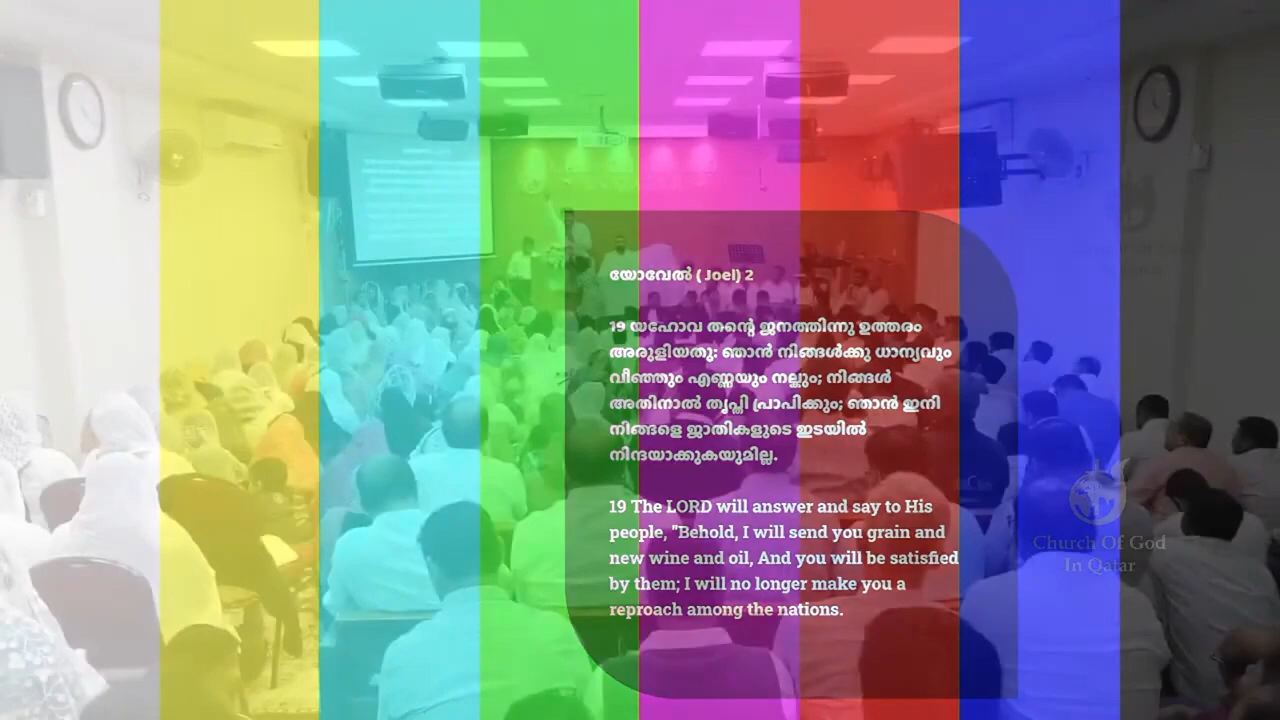 യോവേൽ ( Joel) 2
19 യഹോവ തന്റെ ജനത്തിന്നു ഉത്തരം
അരുളിയതു: ഞാൻ നിങ്ങൾക്കു ധാന്യവും
വീഞ്ഞും എണ്ണയും നല്കും; നിങ്ങൾ
അതിനാൽ തൃപ്തി പ്രാപിക്കും; ഞാൻ ഇനി
നിങ്ങളെ ജാതികളുടെ ഇടയിൽ
നിന്ദയാക്കുകയുമില്ല.
19 The LORD will answer and say to His
people, "Behold, I will send you grain and
new wine and oil, And you will be satisfied
by them; I will no longer make you a
reproach among the nations.
Church Of God
In Qatar